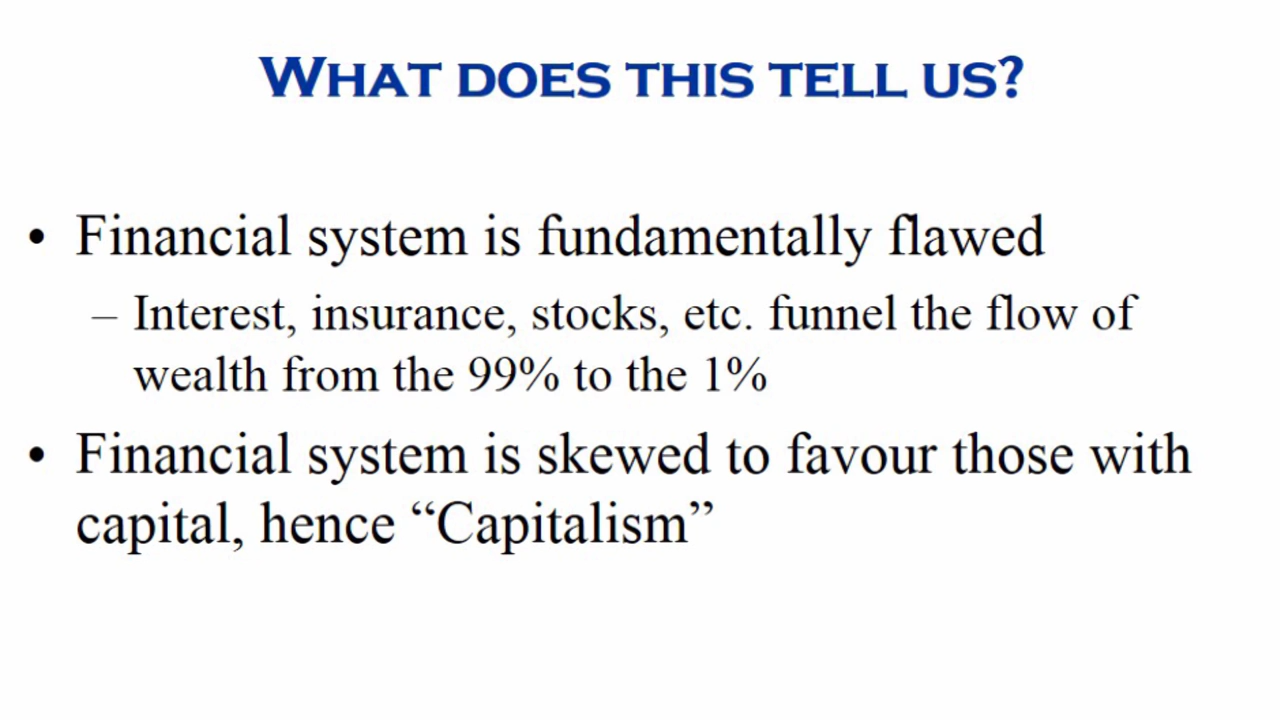 WHAT DOES THIS TELL US?
• Financial system is fundamentally flawed
– Interest, insurance, stocks, etc. funnel the flow of
wealth from the 99% to the 1%
• Financial system is skewed to favour those with
capital, hence “Capitalism”